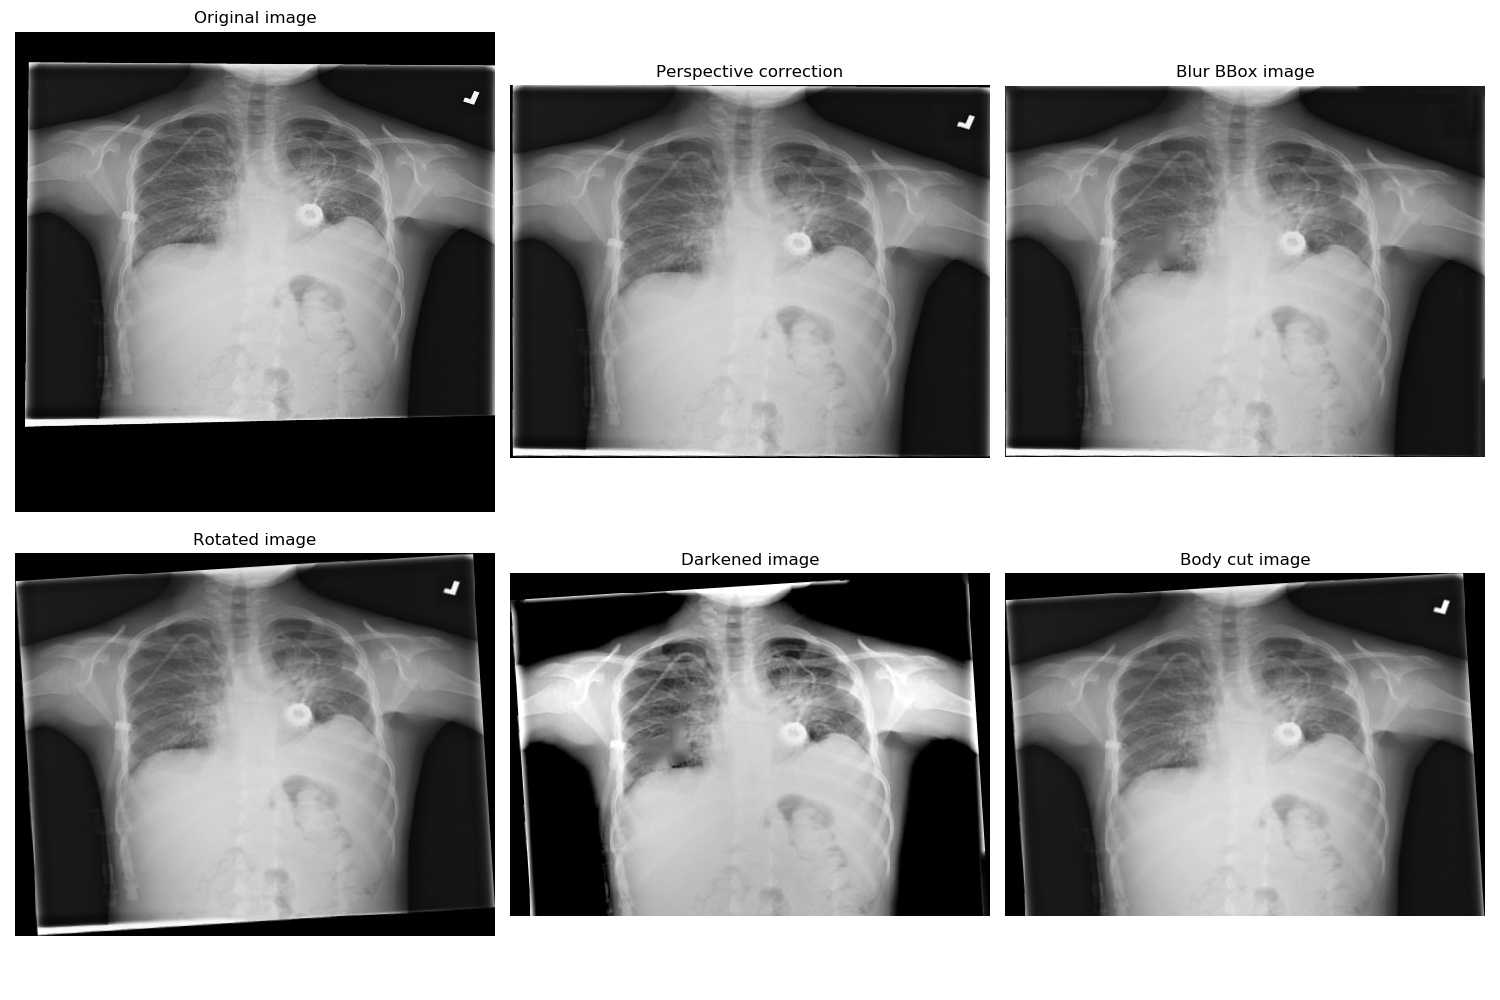 Original image
Perspective correction
Blur BBox image
Rotated image
Darkened image
Body cut image